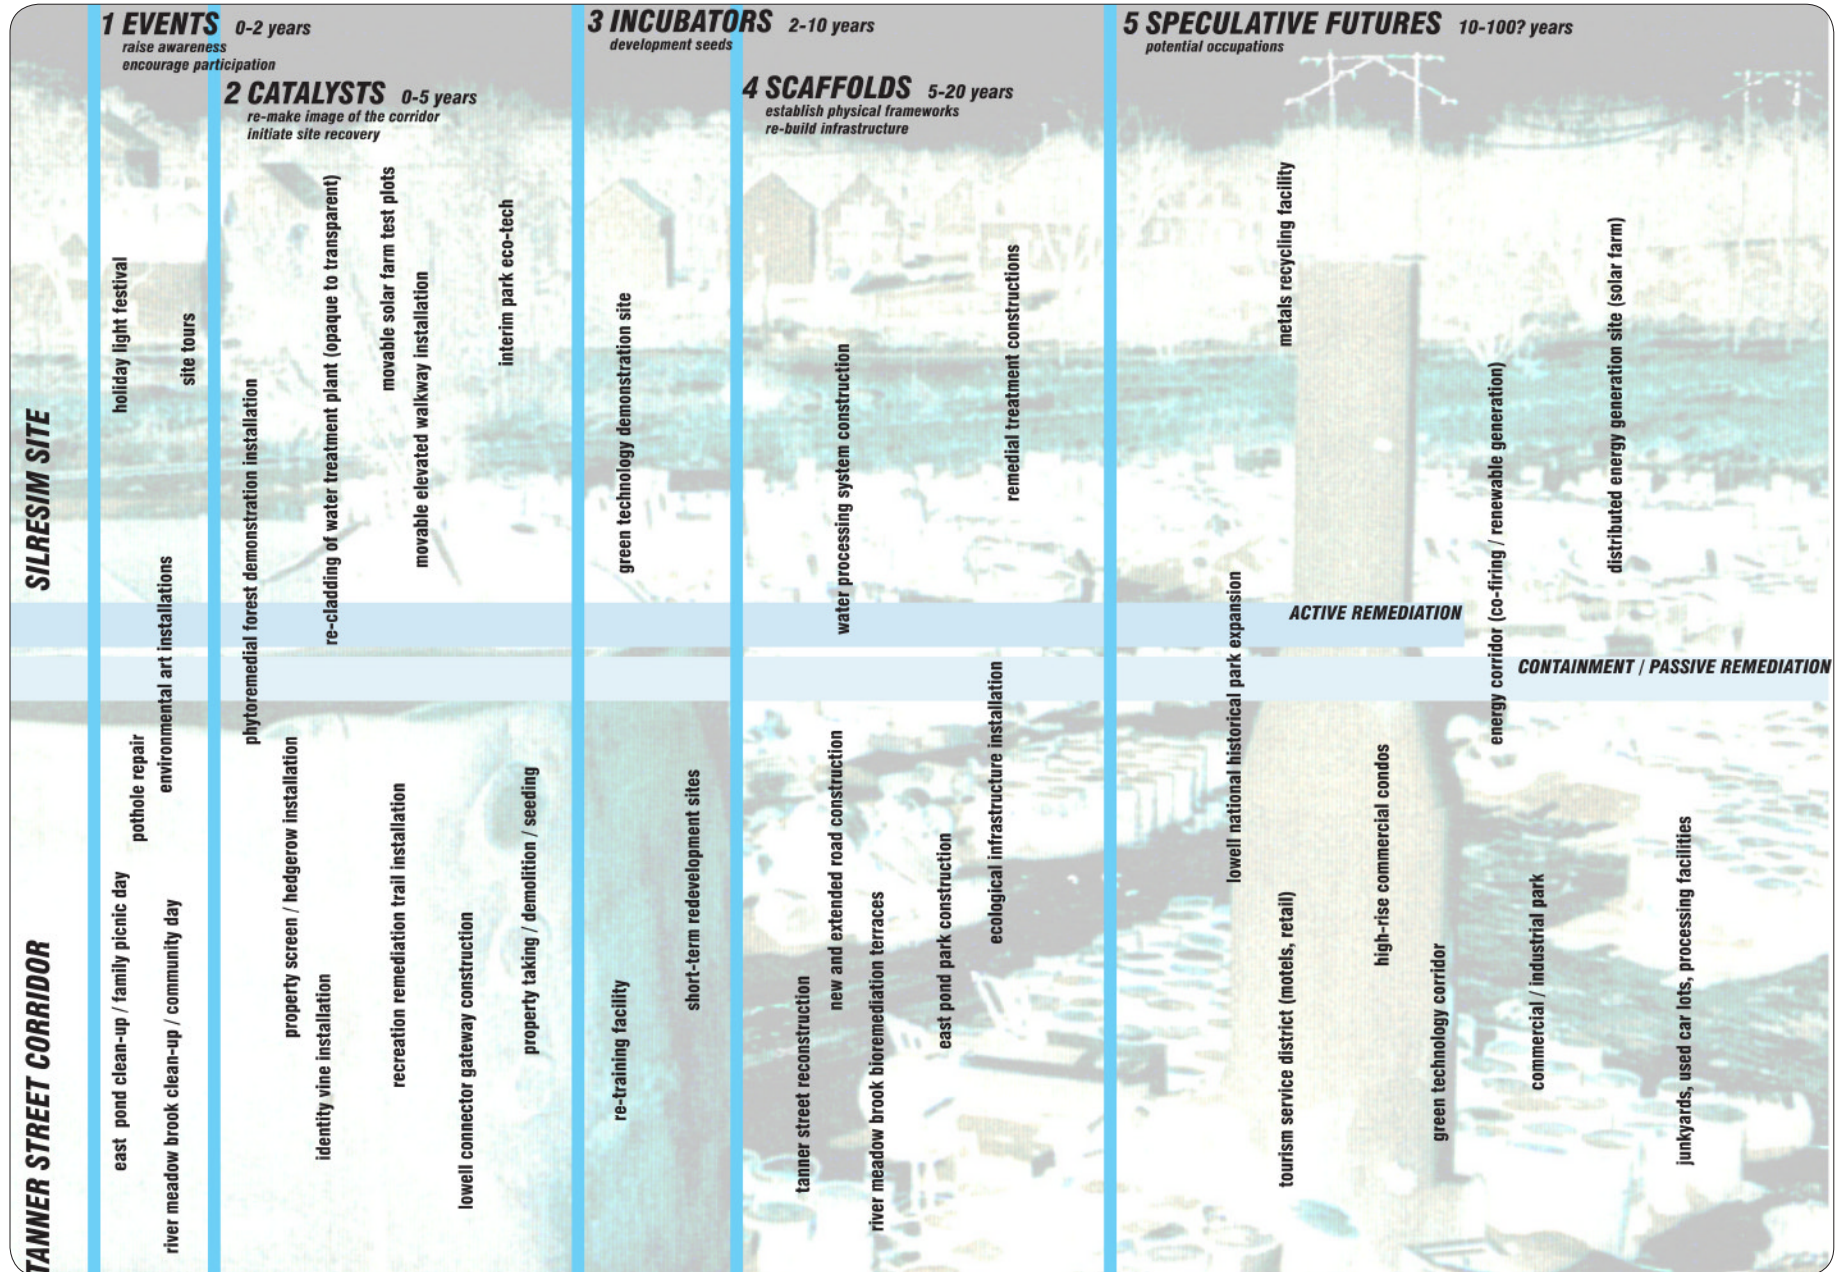 1 EVENTS 0-2 years
raise awareness
encourage participation
2 CATALYSTS 0-5 years
re-make image of the corridor
initiate site recovery
3 INCUBATORS 2-10 years
development seeds
4 SCAFFOLDS 5-20 years
establish physical frameworks
re-build infrastructure
5 SPECULATIVE FUTURES 10-100? years
potential occupations
SILRESIM SITE
holiday light festival
site tours
environmental art installations
phytoremedial forest demonstration installation
re-cladding of water treatment plant (opaque to transparent)
movable solar farm test plots
movable elevated walkway installation
interim park eco-tech
green technology demonstration site
water processing system construction
remedial treatment constructions
metals recycling facility
energy corridor (co-firing / renewable generation)
distributed energy generation site (solar farm)
ACTIVE REMEDIATION
CONTAINMENT / PASSIVE REMEDIATION
TANNER STREET CORRIDOR
east pond clean-up / family picnic day
pothole repair
river meadow brook clean-up / community day
property screen / hedgerow installation
identity vine installation
recreation remediation trail installation
lowell connector gateway construction
property taking / demolition / seeding
re-training facility
short-term redevelopment sites
tanner street reconstruction
new and extended road construction
river meadow brook bioremediation terraces
east pond park construction
ecological infrastructure installation
lowell national historical park expansion
tourism service district (motels, retail)
high-rise commercial condos
green technology corridor
commercial / industrial park
junkyards, used car lots, processing facilities